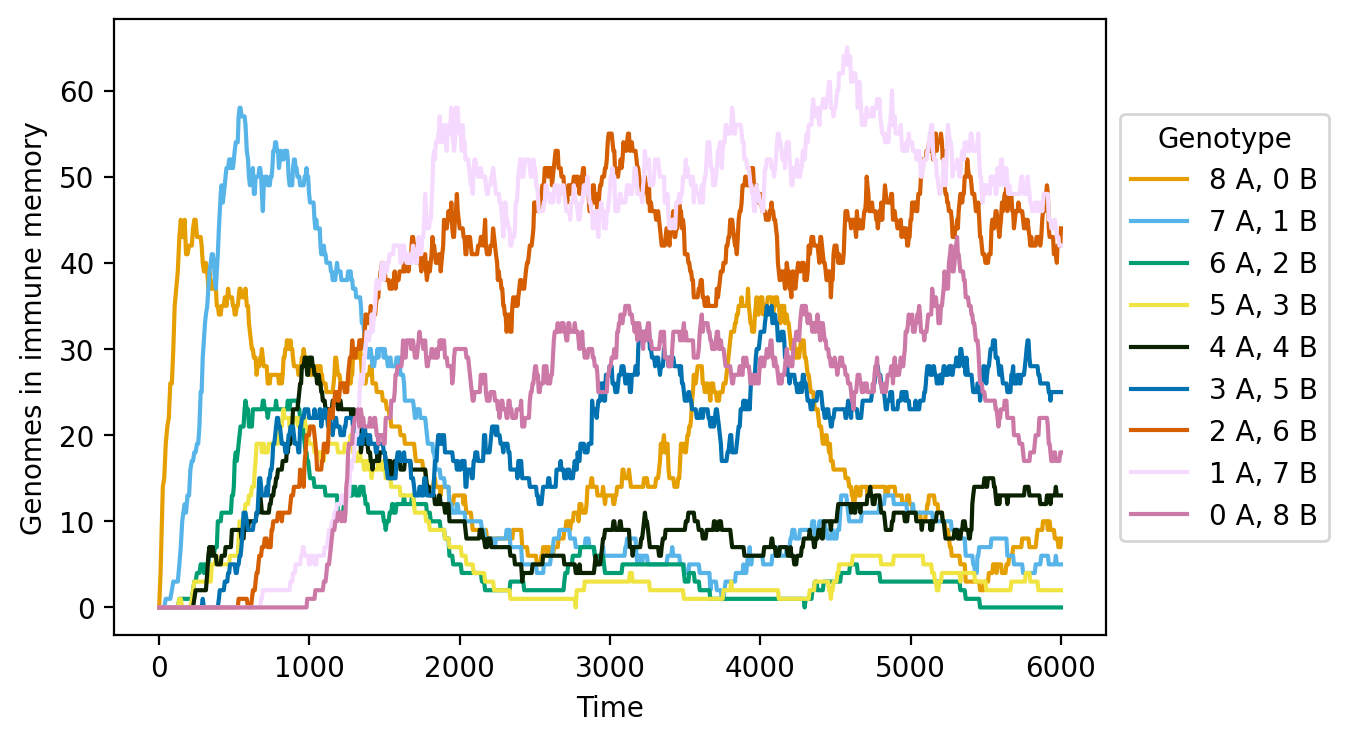 Genomes in immune memory
60
50
40
30
20
10
0
0 1000 2000 3000 4000 5000 6000
Time
Genotype
8 A, 0 B
7 A, 1 B
6 A, 2 B
5 A, 3 B
4 A, 4 B
3 A, 5 B
2 A, 6 B
1 A, 7 B
0 A, 8 B